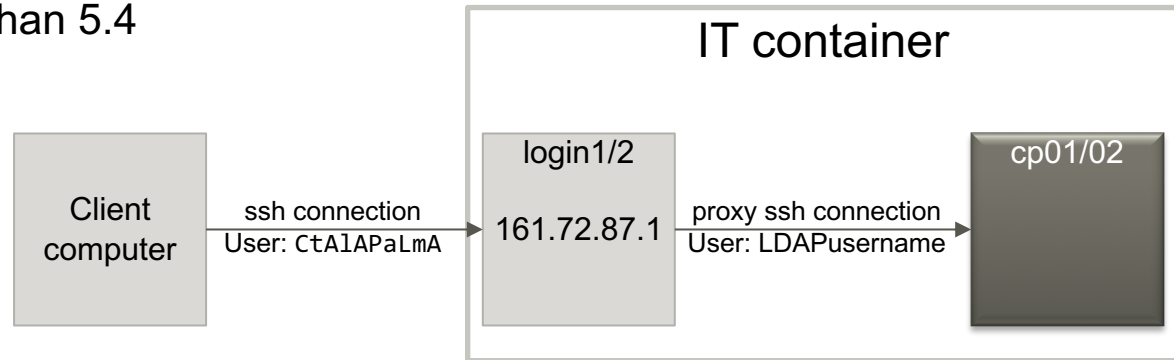 han 5.4
IT container
Client
computer
ssh connection
User: CtAlAPaLmA
login1/2
161.72.87.1
proxy ssh connection
User: LDAPusername
cp01/02